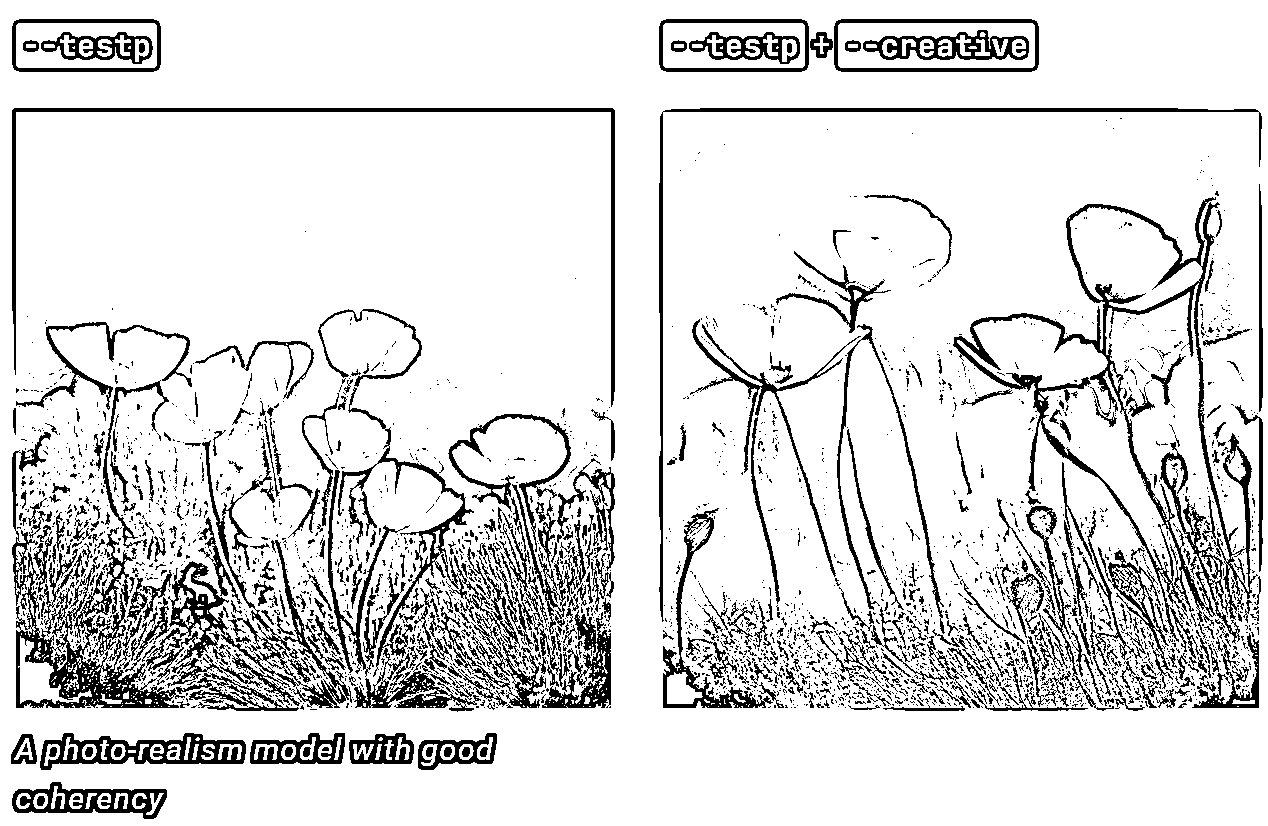 --testp
--testp + --creative
A photo-realism model with good
coherency